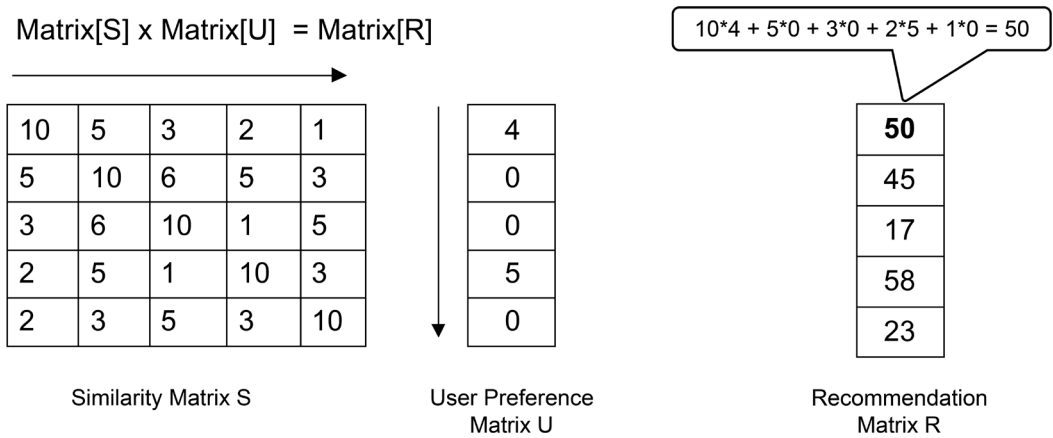 Matrix[S] x Matrix[U] = Matrix[R]
10*4 + 5*0 + 3*0 + 2*5 + 1*0 = 50
10 5 3 2 1
5 10 6 5 3
3 6 10 1 5
2 5 1 10 3
2 3 5 3 10
4
0
0
5
0
50
45
17
58
23
Similarity Matrix S
User Preference
Matrix U
Recommendation
Matrix R